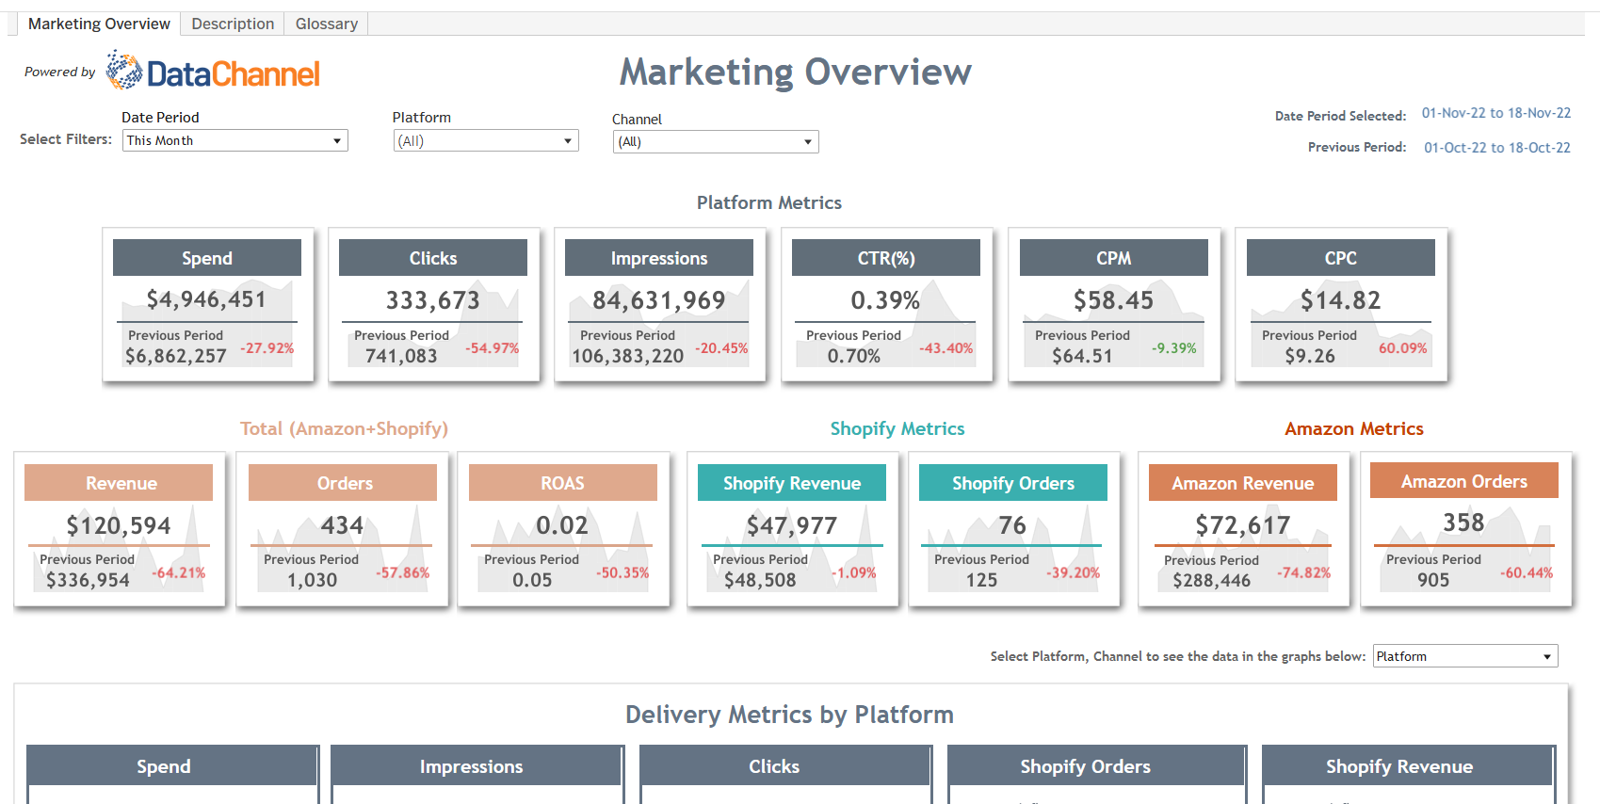 Marketing Overview Description Glossary
Powered by DataChannel
Marketing Overview
Date Period Platform Channel
Select Filters: This Month (All) (All)
Date Period Selected: 01-Nov-22 to 18-Nov-22
Previous Period: 01-Oct-22 to 18-Oct-22
Platform Metrics
Spend Clicks Impressions CTR(%) CPM CPC
$4,946,451 333,673 84,631,969 0.39% $58.45 $14.82
Previous Period Previous Period Previous Period Previous Period Previous Period Previous Period
$6,862,257 -27.92% 741,083 -54.97% 106,383,220 -20.45% 0.70% -43.40% $64.51 -9.39% $9.26 60.09%
Total (Amazon+Shopify) Shopify Metrics Amazon Metrics
Revenue Orders ROAS Shopify Revenue Shopify Orders Amazon Revenue Amazon Orders
$120,594 434 0.02 $47,977 76 $72,617 358
Previous Period Previous Period Previous Period Previous Period Previous Period Previous Period Previous Period
$336,954 -64.21% 1,030 -57.86% 0.05 -50.35% $48,508 -1.09% 125 -39.20% $288,446 -74.82% 905 -60.44%
Select Platform, Channel to see the data in the graphs below: Platform
Delivery Metrics by Platform
Spend Impressions Clicks Shopify Orders Shopify Revenue